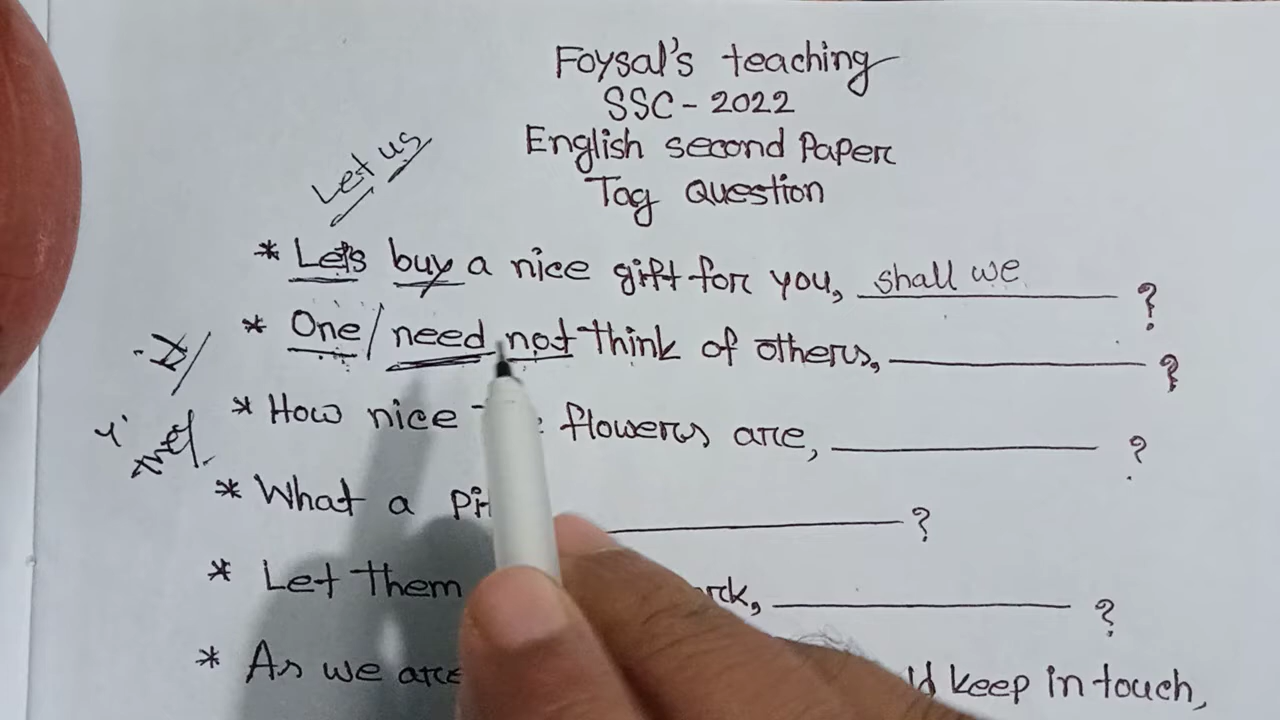 Foysal's teaching
SSC - 2022
English second Paper
Tag Question
Let us
* Let's buy a nice gift for you, shall we ?
* One / need not think of others, ?
* How nice flowers are, ?
* What a ?
* Let them ?
* As we are keep in touch,